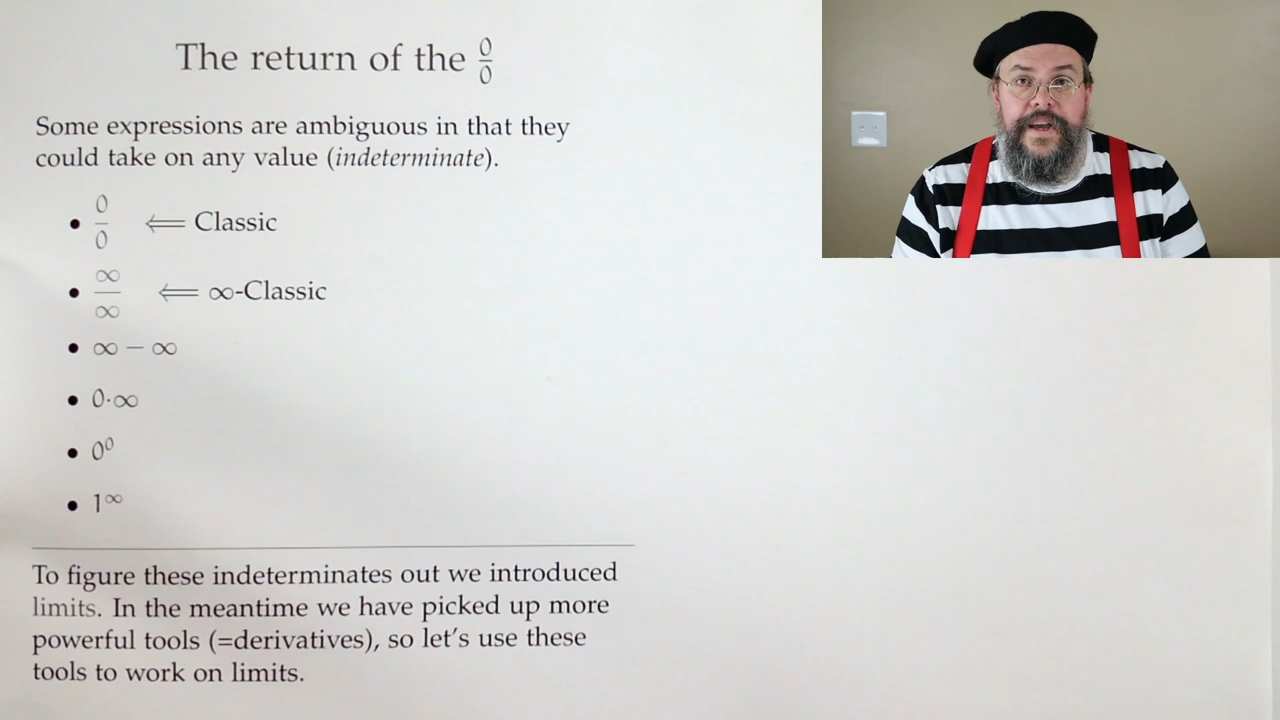 The return of the 0/0
Some expressions are ambiguous in that they
could take on any value (indeterminate).
• 0/0 ⟸ Classic
• ∞/∞ ⟸ ∞-Classic
• ∞ − ∞
• 0·∞
• 0⁰
• 1^∞
To figure these indeterminates out we introduced
limits. In the meantime we have picked up more
powerful tools (=derivatives), so let's use these
tools to work on limits.